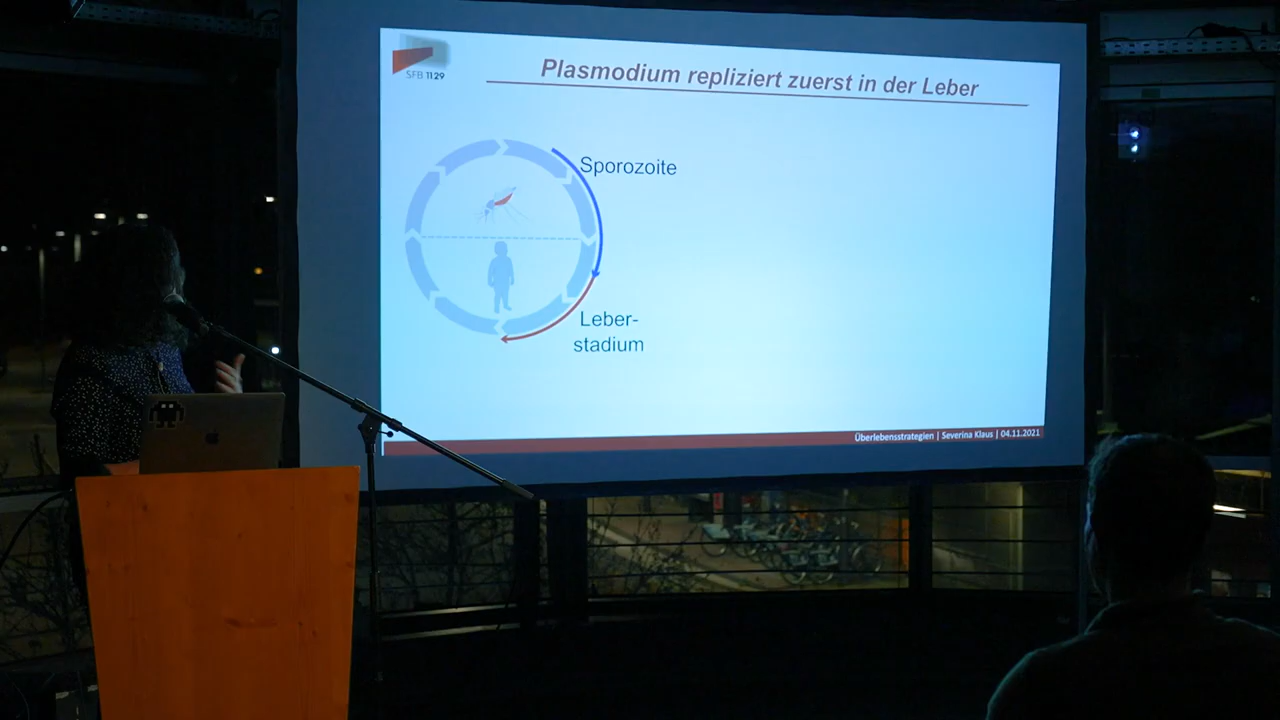 SFB 1129
Plasmodium repliziert zuerst in der Leber
Sporozoite
Leber-
stadium
Überlebensstrategien | Severina Klaus | 04.11.2021